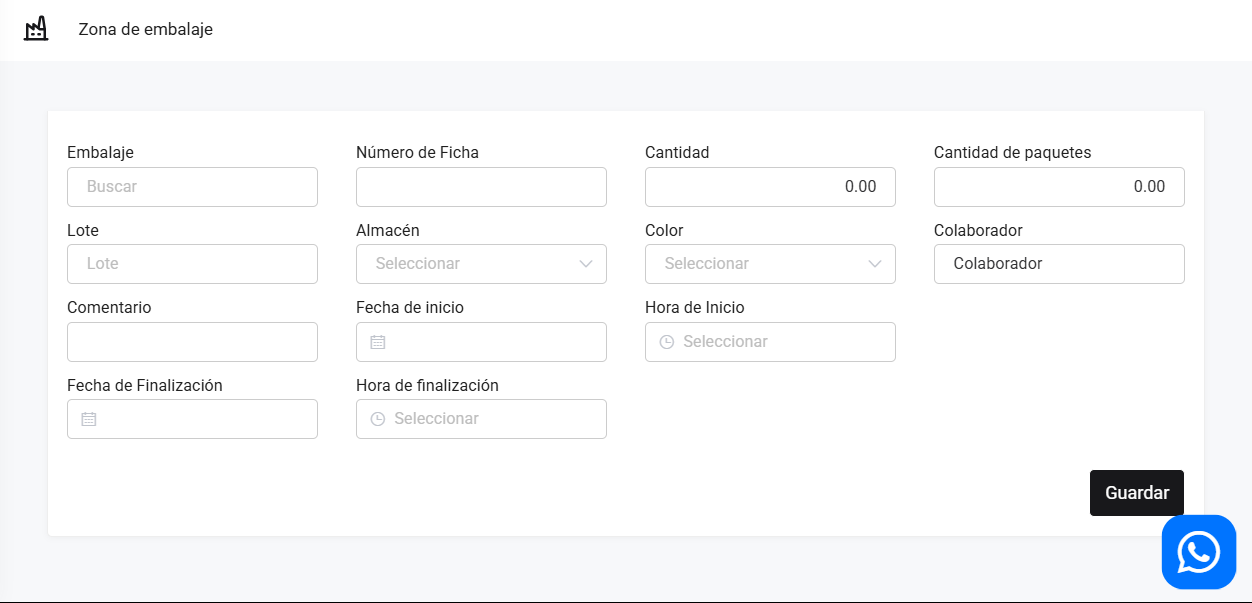 Zona de embalaje
Embalaje
Número de Ficha
Cantidad
Cantidad de paquetes
Buscar
0.00
0.00
Lote
Almacén
Color
Colaborador
Lote
Seleccionar
Seleccionar
Colaborador
Comentario
Fecha de inicio
Hora de Inicio
Seleccionar
Fecha de Finalización
Hora de finalización
Seleccionar
Guardar